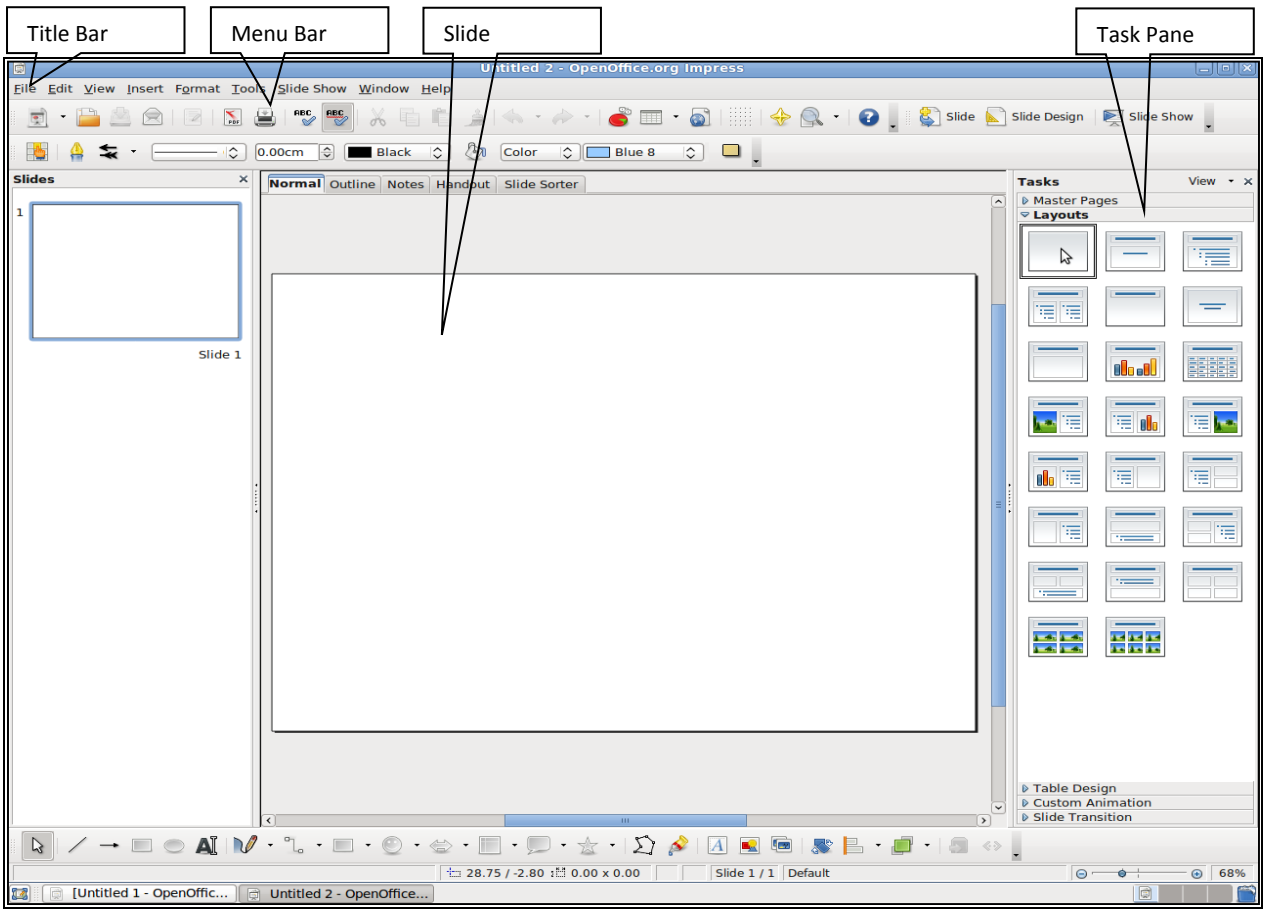 Title Bar
Menu Bar
Slide
Task Pane
Untitled 2 - OpenOffice.org Impress
File Edit View Insert Format Tools Slide Show Window Help
PDF ABC ABC Slide Slide Design Slide Show
0.00cm Black Color Blue 8
Slides
Normal Outline Notes Handout Slide Sorter
Tasks View
Master Pages
Layouts
1
Slide 1
Table Design
Custom Animation
Slide Transition
28.75 / -2.80 0.00 x 0.00 Slide 1 / 1 Default 68%
[Untitled 1 - OpenOffic... Untitled 2 - OpenOffice...